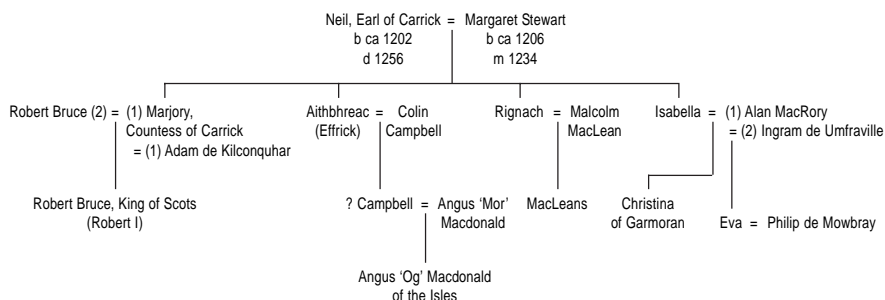 Neil, Earl of Carrick = Margaret Stewart
b ca 1202 b ca 1206
d 1256 m 1234
Robert Bruce (2) = (1) Marjory,
Countess of Carrick
= (1) Adam de Kilconquhar
Aithbhreac = Colin
(Effrick) Campbell
Rignach = Malcolm
MacLean
Isabella = (1) Alan MacRory
= (2) Ingram de Umfraville
Robert Bruce, King of Scots
(Robert I)
? Campbell = Angus ‘Mor’
Macdonald
MacLeans
Christina
of Garmoran
Eva = Philip de Mowbray
Angus ‘Og’ Macdonald
of the Isles